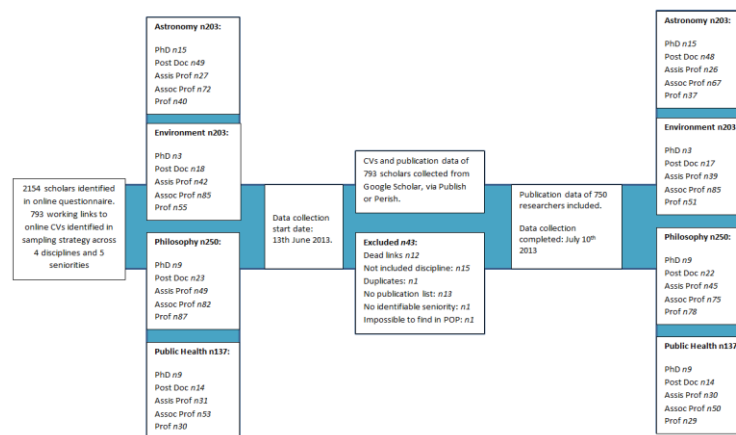 2154 scholars identified
in online questionnaire.
793 working links to
online CVs identified in
sampling strategy across
4 disciplines and 5
seniorities
Astronomy n203:
PhD n15
Post Doc n49
Assis Prof n27
Assoc Prof n72
Prof n40
Environment n203:
PhD n3
Post Doc n18
Assis Prof n42
Assoc Prof n85
Prof n55
Philosophy n250:
PhD n9
Post Doc n23
Assis Prof n49
Assoc Prof n82
Prof n87
Public Health n137:
PhD n9
Post Doc n14
Assis Prof n31
Assoc Prof n53
Prof n30
Data collection
start date:
13th June 2013.
CVs and publication data of
793 scholars collected from
Google Scholar, via Publish
or Perish.
Excluded n43:
Dead links n12
Not included discipline: n15
Duplicates: n1
No publication list: n13
No identifiable seniority: n1
Impossible to find in POP: n1
Publication data of 750
researchers included.
Data collection
completed: July 10th
2013
Astronomy n203:
PhD n15
Post Doc n48
Assis Prof n26
Assoc Prof n67
Prof n37
Environment n203
PhD n3
Post Doc n17
Assis Prof n39
Assoc Prof n85
Prof n51
Philosophy n250:
PhD n9
Post Doc n22
Assis Prof n45
Assoc Prof n75
Prof n78
Public Health n137
PhD n9
Post Doc n14
Assis Prof n30
Assoc Prof n50
Prof n29